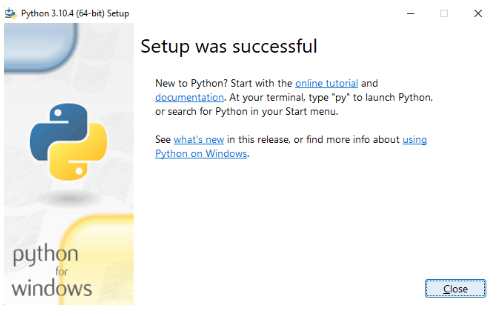 Python 3.10.4 (64-bit) Setup
Setup was successful
New to Python? Start with the online tutorial and
documentation. At your terminal, type "py" to launch Python,
or search for Python in your Start menu.
See what's new in this release, or find more info about using
Python on Windows.
python
for
windows
Close